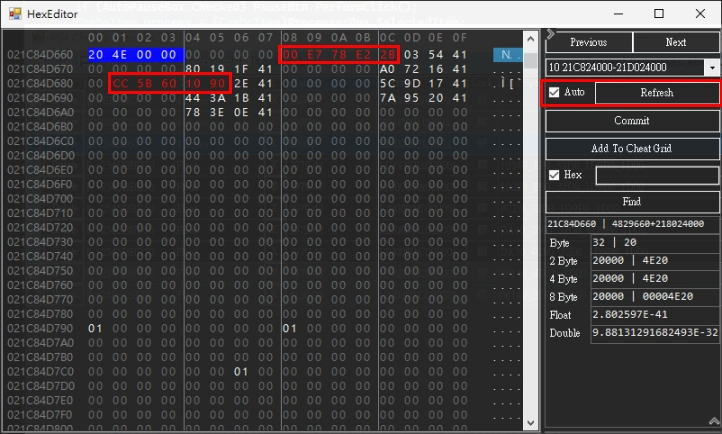 HexEditor
00 01 02 03 04 05 06 07 08 09 0A 0B 0C 0D 0E 0F
021C84D660 20 4E 00 00 00 00 00 00 00 E7 78 E2 2B 03 54 41 N.
021C84D670 00 00 00 00 80 19 1F 41 00 00 00 00 A0 72 16 41 ....
021C84D680 00 CC 5B 60 10 90 2E 41 00 00 00 00 5C 9D 17 41 .Ì[`
021C84D690 00 00 00 00 44 3A 1B 41 00 00 00 00 7A 95 20 41 ....
021C84D6A0 00 00 00 00 78 3E 0E 41 00 00 00 00 00 00 00 00 ....
021C84D6B0 00 00 00 00 00 00 00 00 00 00 00 00 00 00 00 00 ....
021C84D6C0 00 00 00 00 00 00 00 00 00 00 00 00 00 00 00 00 ....
021C84D6D0 00 00 00 00 00 00 00 00 00 00 00 00 00 00 00 00 ....
021C84D6E0 00 00 00 00 00 00 00 00 00 00 00 00 00 00 00 00 ....
021C84D6F0 00 00 00 00 00 00 00 00 00 00 00 00 00 00 00 00 ....
021C84D700 00 00 00 00 00 00 00 00 00 00 00 00 00 00 00 00 ....
021C84D710 00 00 00 00 00 00 00 00 00 00 00 00 00 00 00 00 ....
021C84D720 00 00 00 00 00 00 00 00 00 00 00 00 00 00 00 00 ....
021C84D730 00 00 00 00 00 00 00 00 00 00 00 00 00 00 00 00 ....
021C84D740 00 00 00 00 00 00 00 00 00 00 00 00 00 00 00 00 ....
021C84D750 00 00 00 00 00 00 00 00 00 00 00 00 00 00 00 00 ....
021C84D760 00 00 00 00 00 00 00 00 00 00 00 00 00 00 00 00 ....
021C84D770 00 00 00 00 00 00 00 00 00 00 00 00 00 00 00 00 ....
021C84D780 00 00 00 00 00 00 00 00 00 00 00 00 00 00 00 00 ....
021C84D790 01 00 00 00 00 00 00 00 01 00 00 00 00 00 00 00 ....
021C84D7A0 00 00 00 00 00 00 00 00 00 00 00 00 00 00 00 00 ....
021C84D7B0 00 00 00 00 00 00 00 00 00 00 00 00 00 00 00 00 ....
021C84D7C0 00 00 00 00 00 00 01 00 00 00 00 00 00 00 00 00 ....
021C84D7D0 00 00 00 00 00 00 00 00 00 00 00 00 00 00 00 00 ....
021C84D7E0 00 00 00 00 00 00 00 00 00 00 00 00 00 00 00 00 ....
021C84D7F0 00 00 00 00 00 00 00 00 00 00 00 00 00 00 00 00 ....
021C84D800 00 00 00 00 00 00 00 00 00 00 00 00 00 00 00 00 ....
Previous Next
10 21C824000-21D024000
Auto Refresh
Commit
Add To Cheat Grid
Hex
Find
21C84D660 | 4829660+218024000
Byte 32 | 20
2 Byte 20000 | 4E20
4 Byte 20000 | 4E20
8 Byte 20000 | 00004E20
Float 2.802597E-41
Double 9.88131291682493E-32